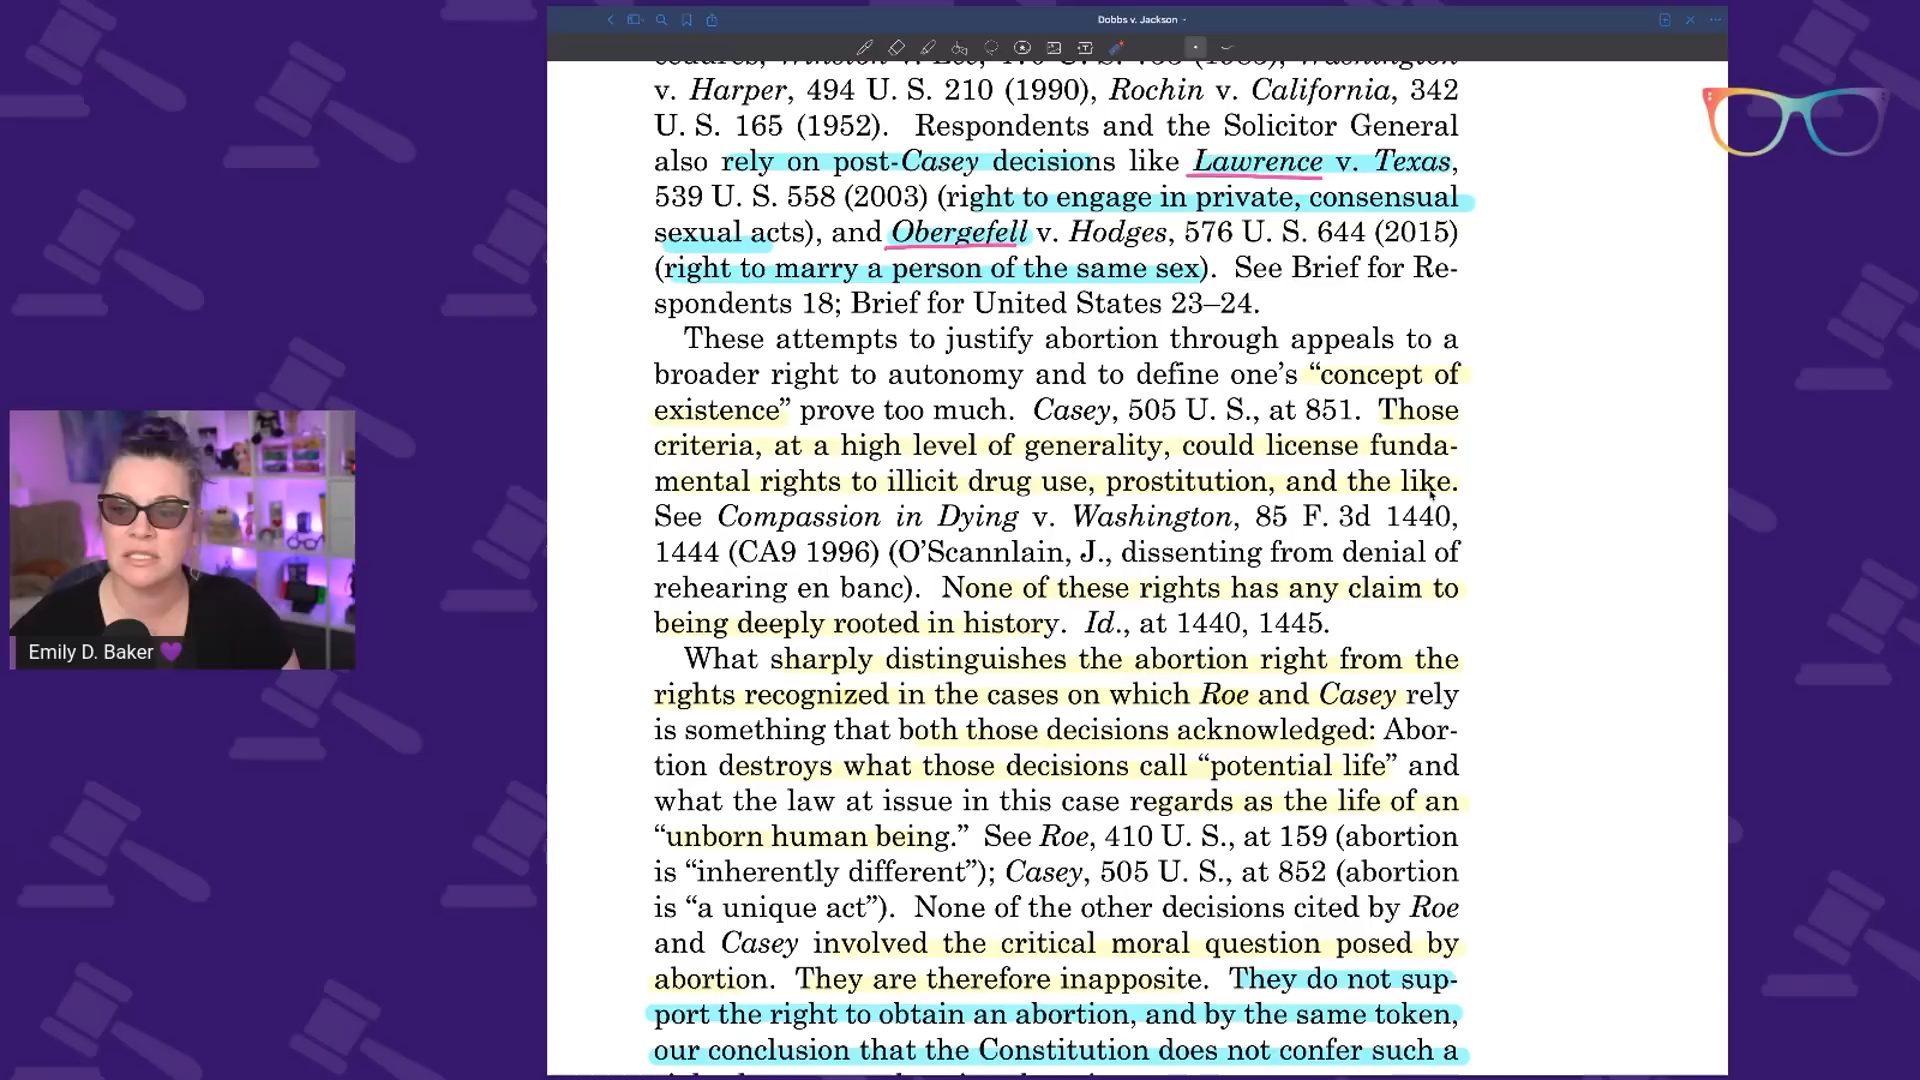 Dobbs v. Jackson
v. Harper, 494 U. S. 210 (1990), Rochin v. California, 342
U. S. 165 (1952). Respondents and the Solicitor General
also rely on post-Casey decisions like Lawrence v. Texas,
539 U. S. 558 (2003) (right to engage in private, consensual
sexual acts), and Obergefell v. Hodges, 576 U. S. 644 (2015)
(right to marry a person of the same sex). See Brief for Re-
spondents 18; Brief for United States 23–24.
These attempts to justify abortion through appeals to a
broader right to autonomy and to define one’s “concept of
existence” prove too much. Casey, 505 U. S., at 851. Those
criteria, at a high level of generality, could license funda-
mental rights to illicit drug use, prostitution, and the like.
See Compassion in Dying v. Washington, 85 F. 3d 1440,
1444 (CA9 1996) (O’Scannlain, J., dissenting from denial of
rehearing en banc). None of these rights has any claim to
being deeply rooted in history. Id., at 1440, 1445.
What sharply distinguishes the abortion right from the
rights recognized in the cases on which Roe and Casey rely
is something that both those decisions acknowledged: Abor-
tion destroys what those decisions call “potential life” and
what the law at issue in this case regards as the life of an
“unborn human being.” See Roe, 410 U. S., at 159 (abortion
is “inherently different”); Casey, 505 U. S., at 852 (abortion
is “a unique act”). None of the other decisions cited by Roe
and Casey involved the critical moral question posed by
abortion. They are therefore inapposite. They do not sup-
port the right to obtain an abortion, and by the same token,
our conclusion that the Constitution does not confer such a
Emily D. Baker 💜